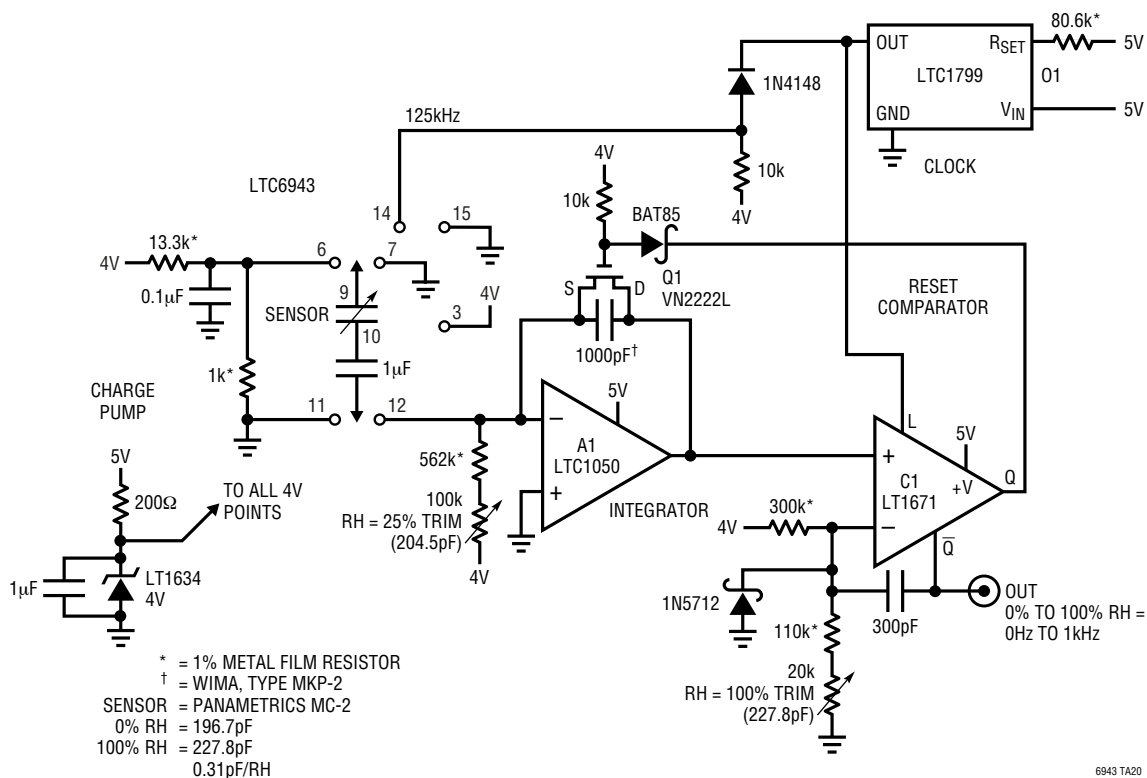 OUT
RSET
80.6k*
5V
LTC1799
O1
GND
VIN
5V
CLOCK
1N4148
125kHz
10k
4V
LTC6943
14
15
4V
10k
BAT85
Q1
VN2222L
S
D
1000pF†
4V
13.3k*
0.1µF
6
7
9
SENSOR
10
3
4V
1µF
1k*
11
12
CHARGE
PUMP
RESET
COMPARATOR
5V
A1
LTC1050
INTEGRATOR
562k*
100k
RH = 25% TRIM
(204.5pF)
4V
L
5V
+V
C1
LT1671
Q
Q̅
4V
300k*
1N5712
300pF
110k*
20k
RH = 100% TRIM
(227.8pF)
OUT
0% TO 100% RH =
0Hz TO 1kHz
5V
200Ω
TO ALL 4V
POINTS
1µF
LT1634
4V
* = 1% METAL FILM RESISTOR
† = WIMA, TYPE MKP-2
SENSOR = PANAMETRICS MC-2
0% RH = 196.7pF
100% RH = 227.8pF
0.31pF/RH
6943 TA20